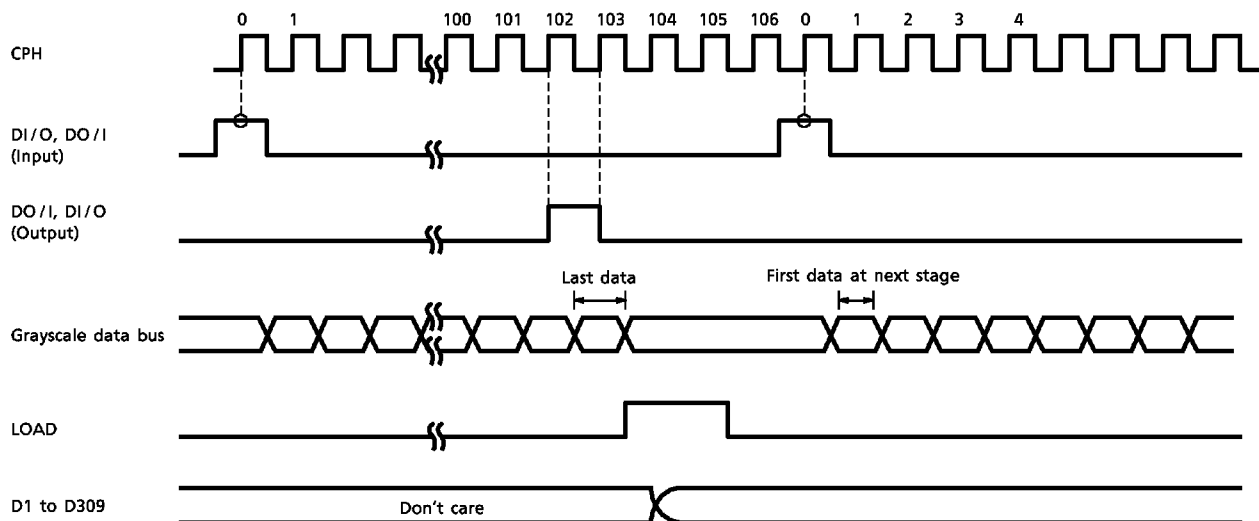 0 1 100 101 102 103 104 105 106 0 1 2 3 4
CPH
DI/O, DO/I
(Input)
DO/I, DI/O
(Output)
Last data First data at next stage
Grayscale data bus
LOAD
D1 to D309 Don't care